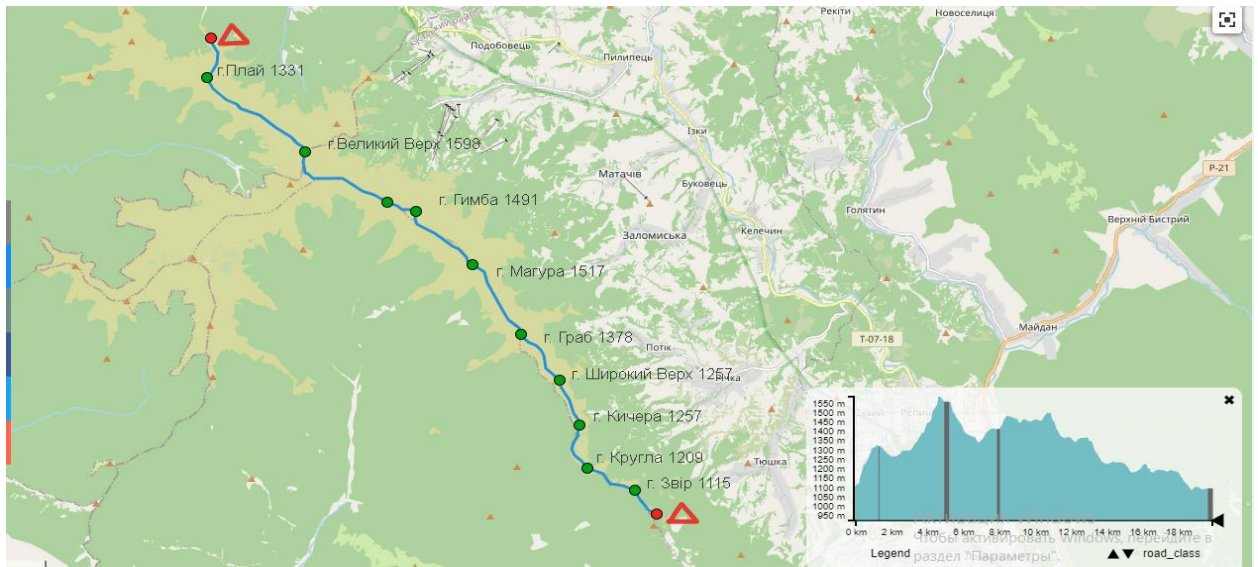 Рекіти
Новоселиця
Подобовець
Пилипець
г.Плай 1331
Ізки
г.Великий Верх 1598
Р-21
Матачів
Буковець
г. Гимба 1491
Голятин
Верхній Бистрий
Келечин
Заломиська
г. Магура 1517
Майдан
г. Граб 1378
Потік
Т-07-18
г. Широкий Верх 1257
г. Кичера 1257
г. Кругла 1209
Тюшка
г. Звір 1115
1550 m
1500 m
1450 m
1400 m
1350 m
1300 m
1250 m
1200 m
1150 m
1100 m
1050 m
1000 m
950 m
0 km 2 km 4 km 6 km 8 km 10 km 12 km 14 km 16 km 18 km
Чтобы активировать Windows, перейдите в
раздел "Параметры".
Legend
road_class